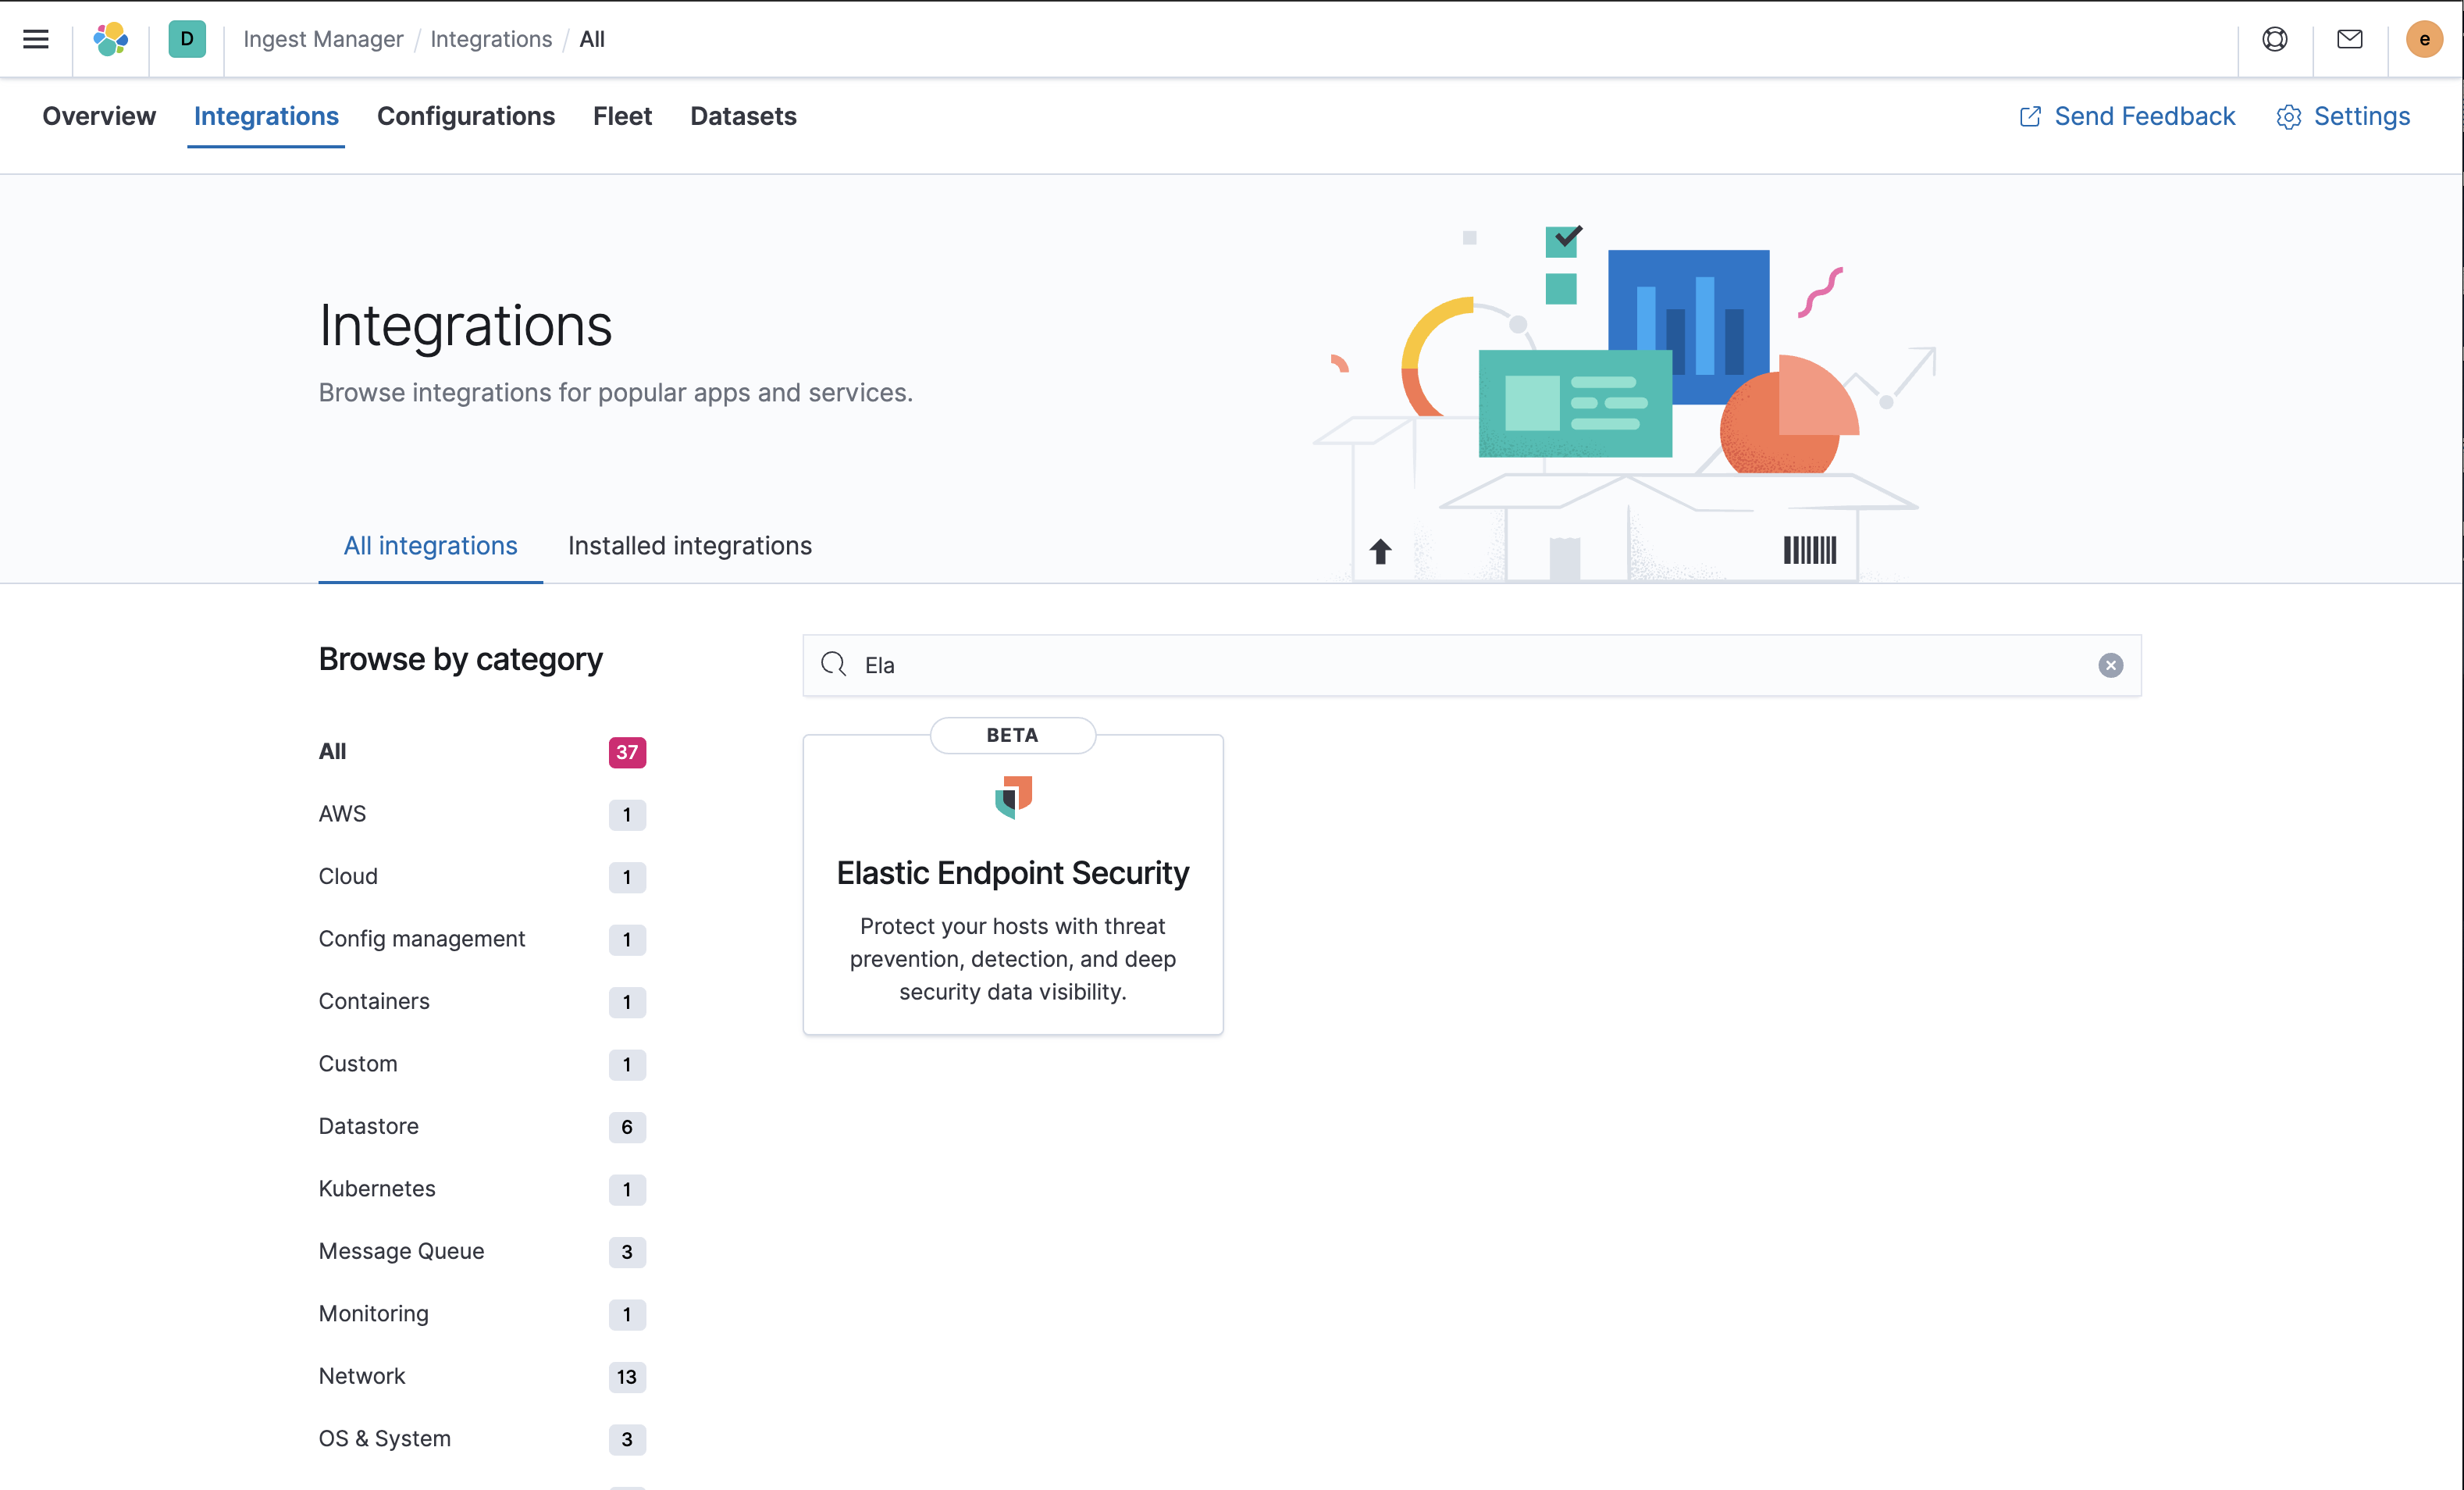 D
Ingest Manager / Integrations / All
e
Overview
Integrations
Configurations
Fleet
Datasets
Send Feedback
Settings
Integrations
Browse integrations for popular apps and services.
All integrations
Installed integrations
Browse by category
Ela
All 37
AWS 1
Cloud 1
Config management 1
Containers 1
Custom 1
Datastore 6
Kubernetes 1
Message Queue 3
Monitoring 1
Network 13
OS & System 3
BETA
Elastic Endpoint Security
Protect your hosts with threat
prevention, detection, and deep
security data visibility.